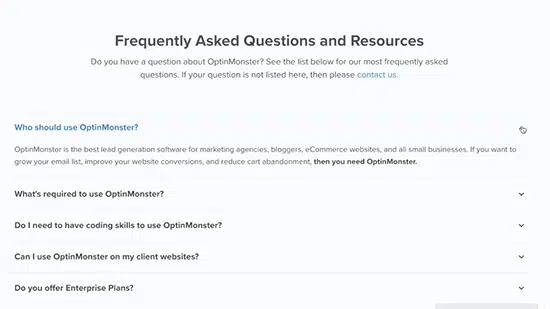 Frequently Asked Questions and Resources
Do you have a question about OptinMonster? See the list below for our most frequently asked
questions. If your question is not listed here, then please contact us.
Who should use OptinMonster?
OptinMonster is the best lead generation software for marketing agencies, bloggers, eCommerce websites, and all small businesses. If you want to
grow your email list, improve your website conversions, and reduce cart abandonment, then you need OptinMonster.
What's required to use OptinMonster?
Do I need to have coding skills to use OptinMonster?
Can I use OptinMonster on my client websites?
Do you offer Enterprise Plans?